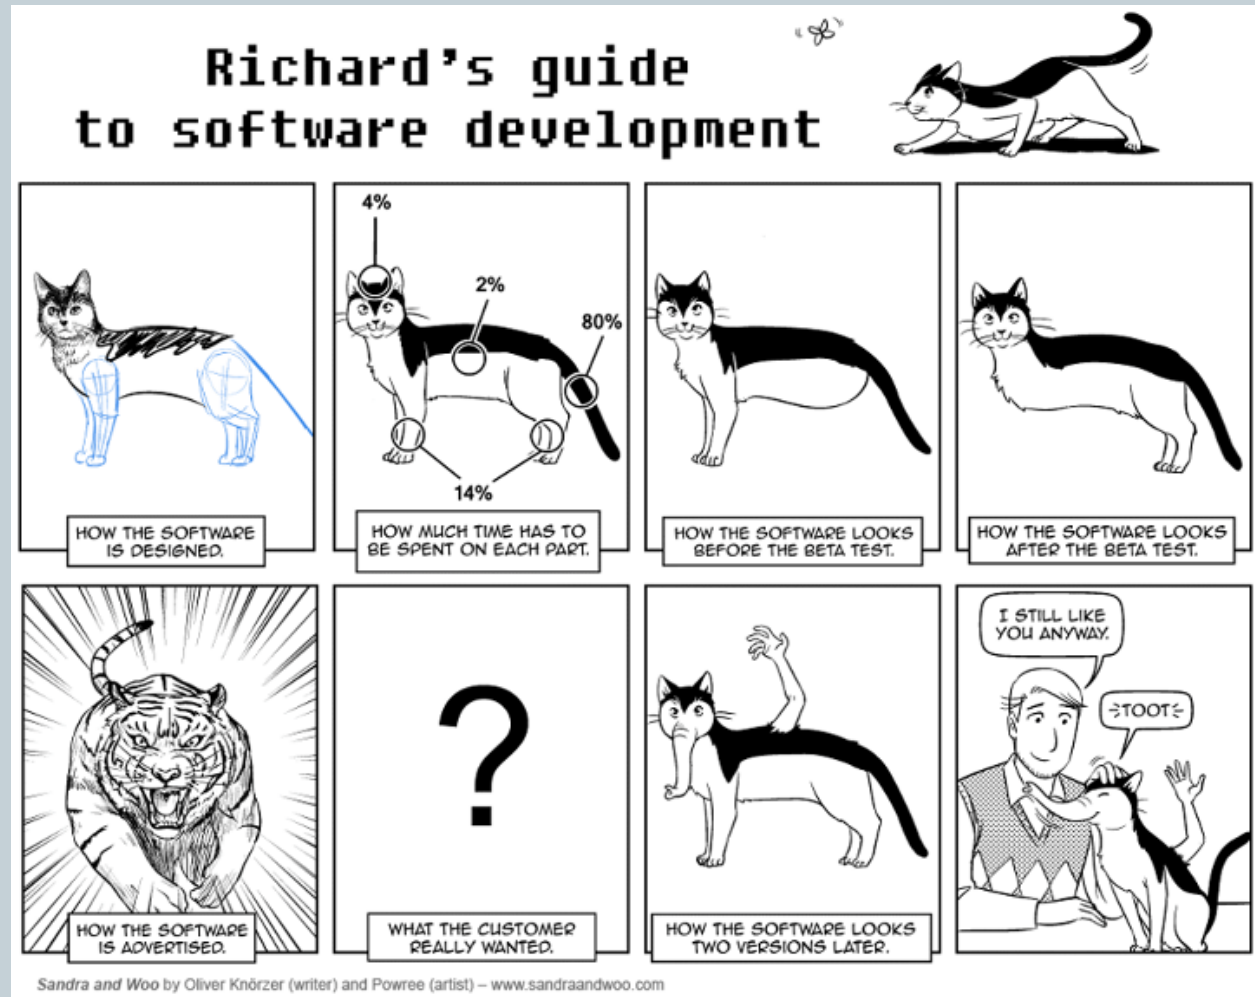 Richard's guide
to software development
4%
2%
80%
14%
HOW THE SOFTWARE
IS DESIGNED.
HOW MUCH TIME HAS TO
BE SPENT ON EACH PART.
HOW THE SOFTWARE LOOKS
BEFORE THE BETA TEST.
HOW THE SOFTWARE LOOKS
AFTER THE BETA TEST.
HOW THE SOFTWARE
IS ADVERTISED.
?
WHAT THE CUSTOMER
REALLY WANTED.
HOW THE SOFTWARE LOOKS
TWO VERSIONS LATER.
I STILL LIKE
YOU ANYWAY.
TOOT
Sandra and Woo by Oliver Knörzer (writer) and Powree (artist) – www.sandraandwoo.com